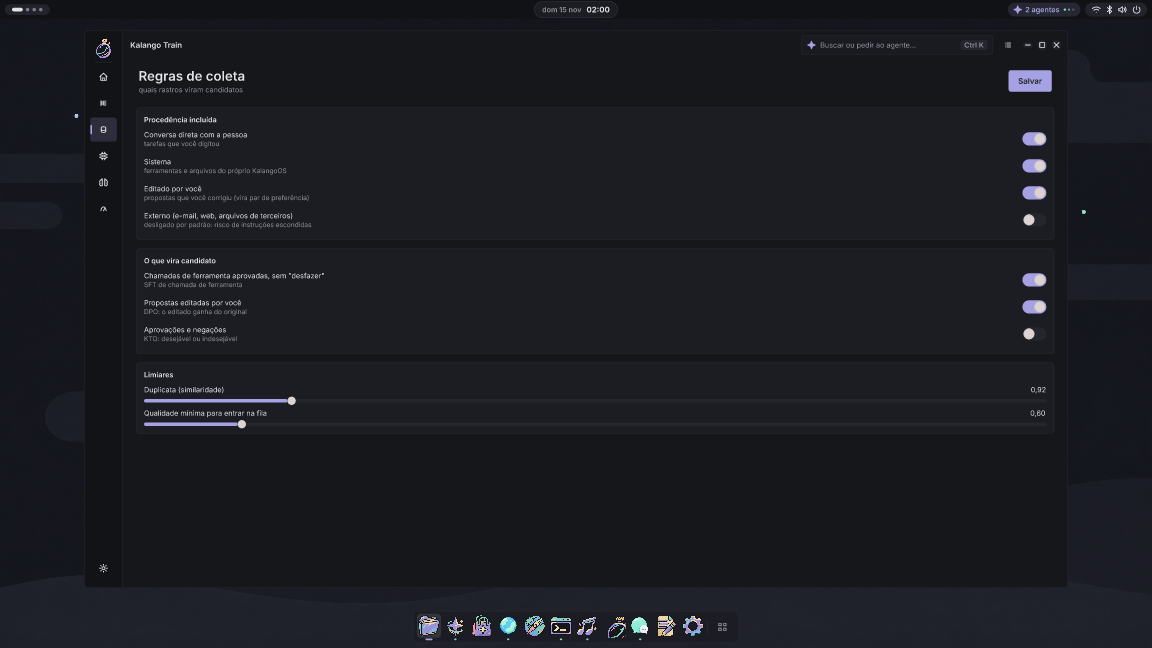 dom 15 nov 02:00
2 agentes
Kalango Train
Buscar ou pedir ao agente... Ctrl K
Regras de coleta
quais rastros viram candidatos
Salvar
Procedência incluída
Conversa direta com a pessoa
tarefas que você digitou
Sistema
ferramentas e arquivos do próprio KalangoOS
Editado por você
propostas que você corrigiu (vira par de preferência)
Externo (e-mail, web, arquivos de terceiros)
desligado por padrão: risco de instruções escondidas
O que vira candidato
Chamadas de ferramenta aprovadas, sem "desfazer"
SFT de chamada de ferramenta
Propostas editadas por você
DPO: o editado ganha do original
Aprovações e negações
KTO: desejável ou indesejável
Limiares
Duplicata (similaridade) 0,92
Qualidade mínima para entrar na fila 0,60